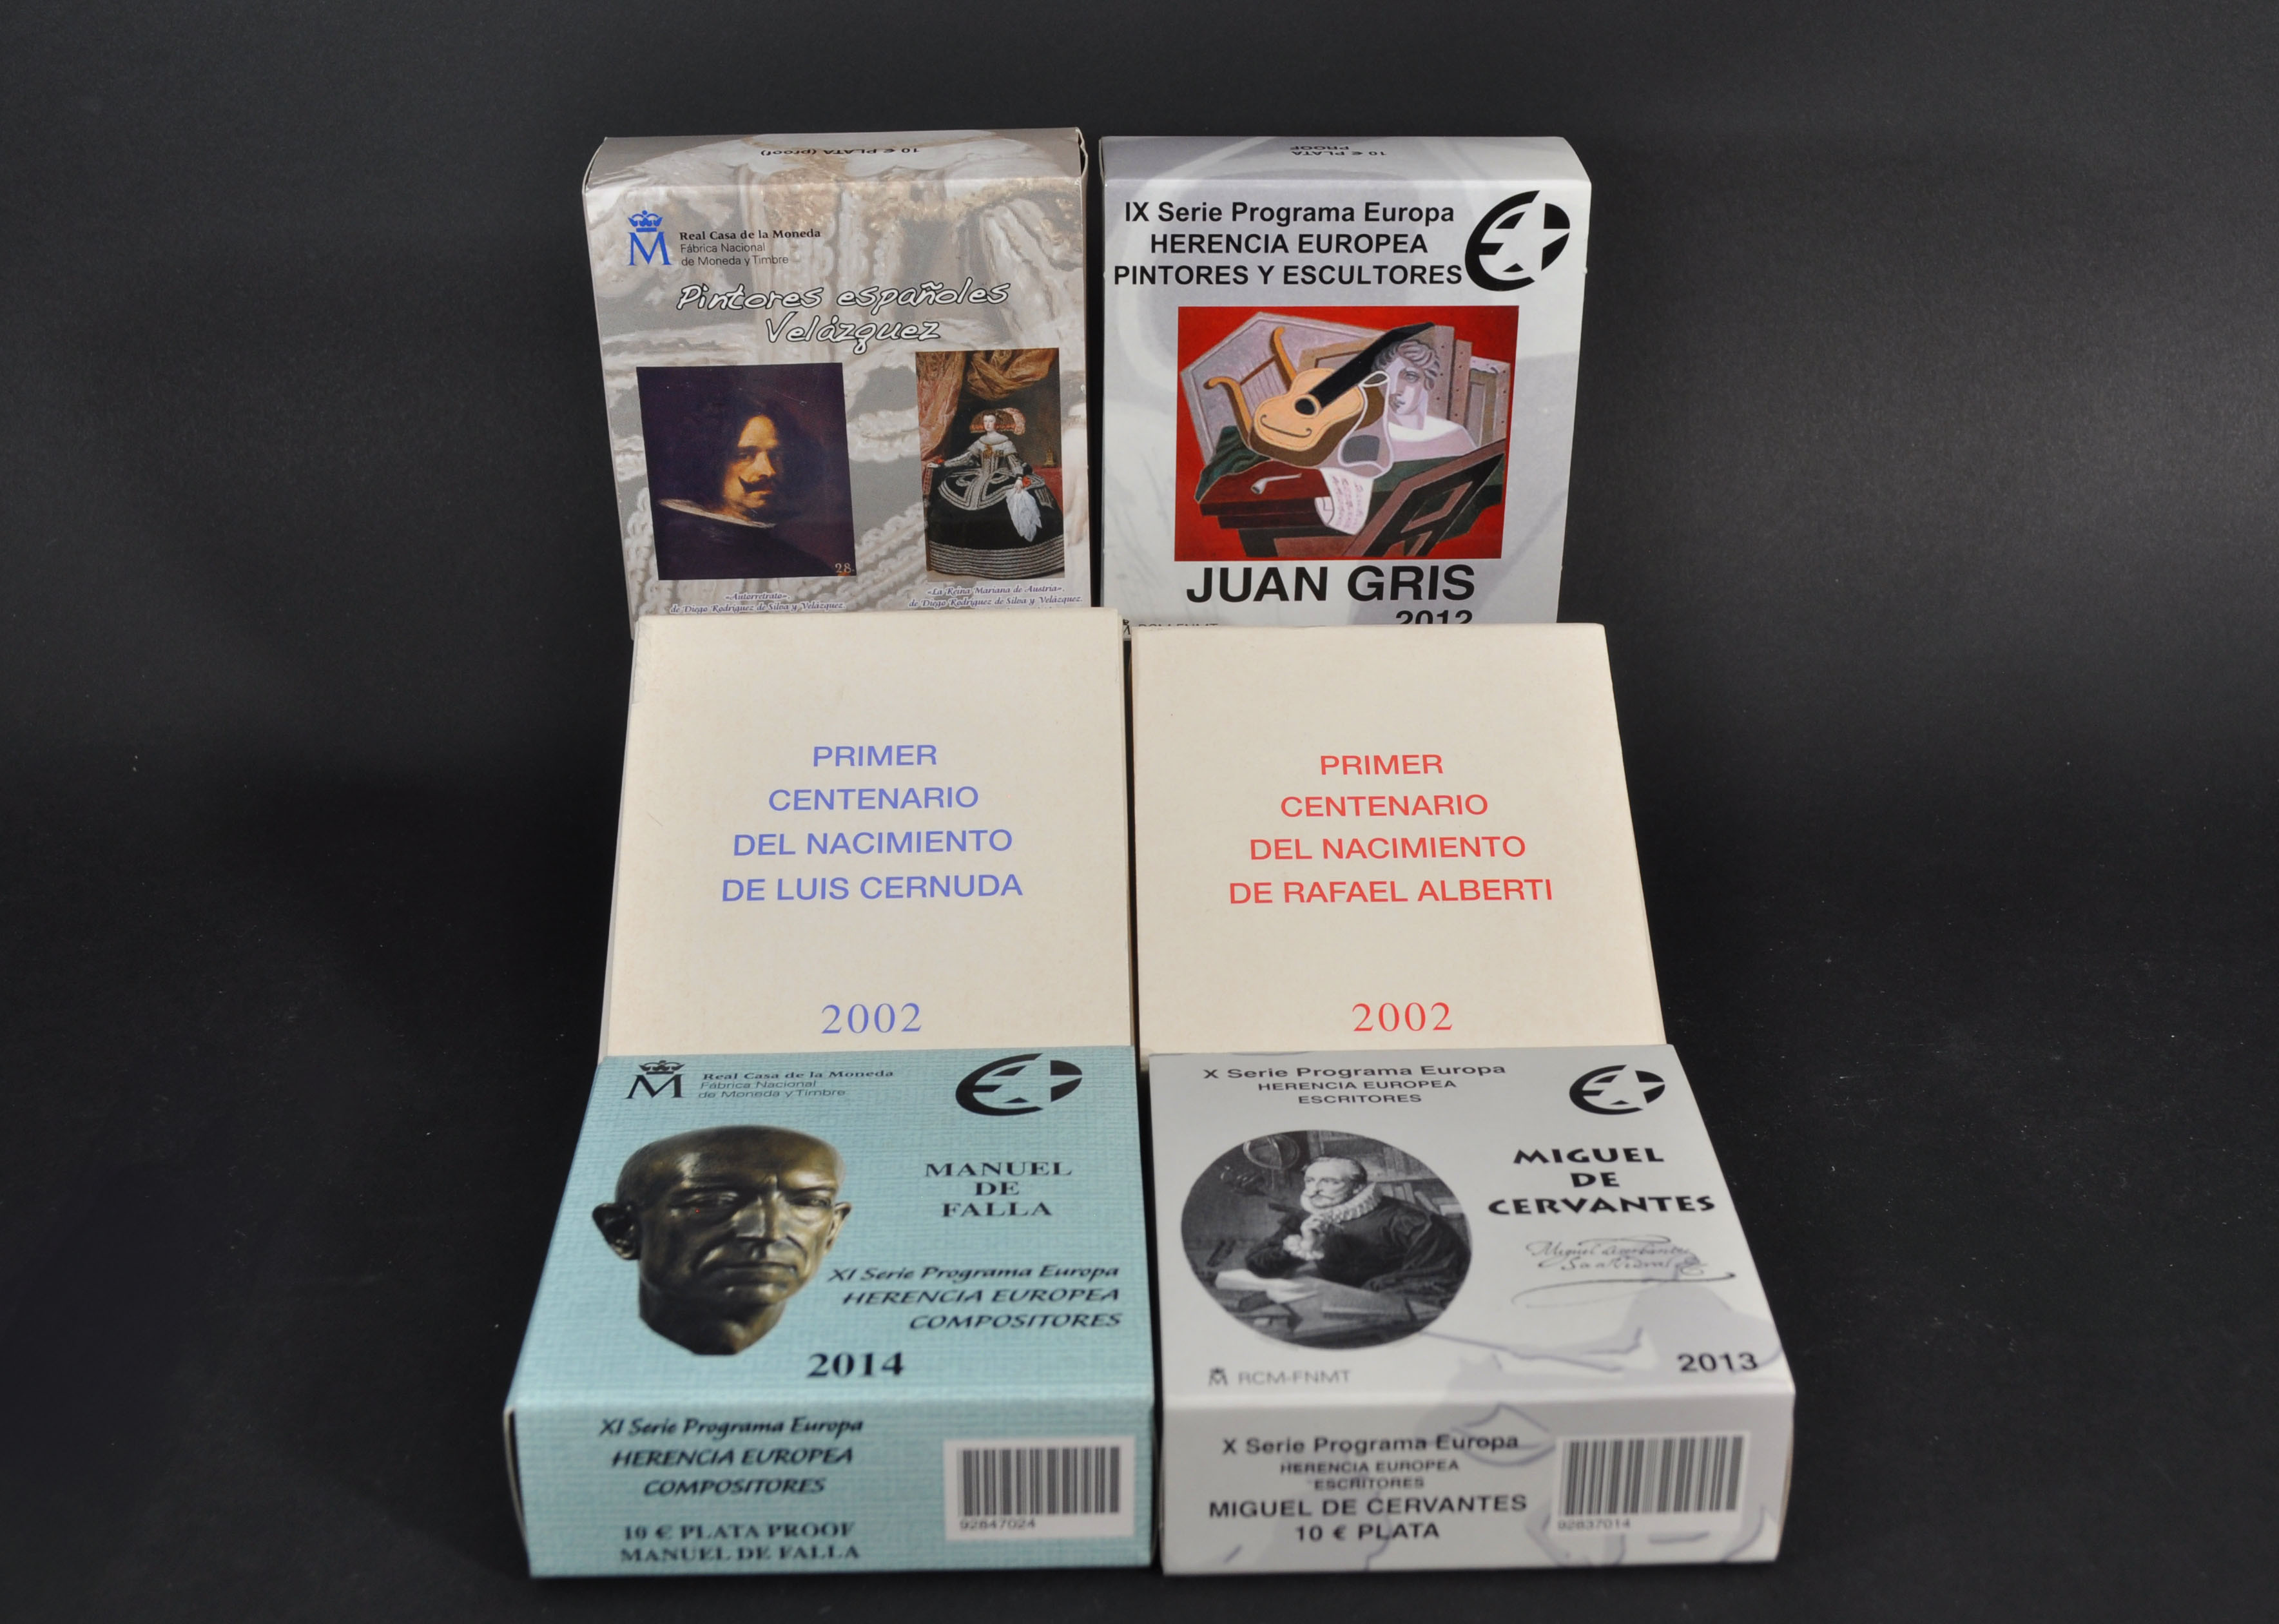 10 € PLATA (proof)
M
Real Casa de la Moneda
Fábrica Nacional
de Moneda y Timbre
Pintores españoles
Velázquez
28.
«Autorretrato»
de Diego Rodríguez de Silva y Velázquez
«La Reina Mariana de Austria»,
de Diego Rodríguez de Silva y Velázquez.
10 € PLATA
PROOF
IX Serie Programa Europa
HERENCIA EUROPEA
PINTORES Y ESCULTORES
JUAN GRIS
2012
M RCM-FNMT
PRIMER
CENTENARIO
DEL NACIMIENTO
DE LUIS CERNUDA
2002
PRIMER
CENTENARIO
DEL NACIMIENTO
DE RAFAEL ALBERTI
2002
M
Real Casa de la Moneda
Fábrica Nacional
de Moneda y Timbre
MANUEL
DE
FALLA
XI Serie Programa Europa
HERENCIA EUROPEA
COMPOSITORES
2014
XI Serie Programa Europa
HERENCIA EUROPEA
COMPOSITORES
10 € PLATA PROOF
MANUEL DE FALLA
92847024
X Serie Programa Europa
HERENCIA EUROPEA
ESCRITORES
MIGUEL
DE
CERVANTES
2013
M RCM-FNMT
X Serie Programa Europa
HERENCIA EUROPEA
ESCRITORES
MIGUEL DE CERVANTES
10 € PLATA
92837014